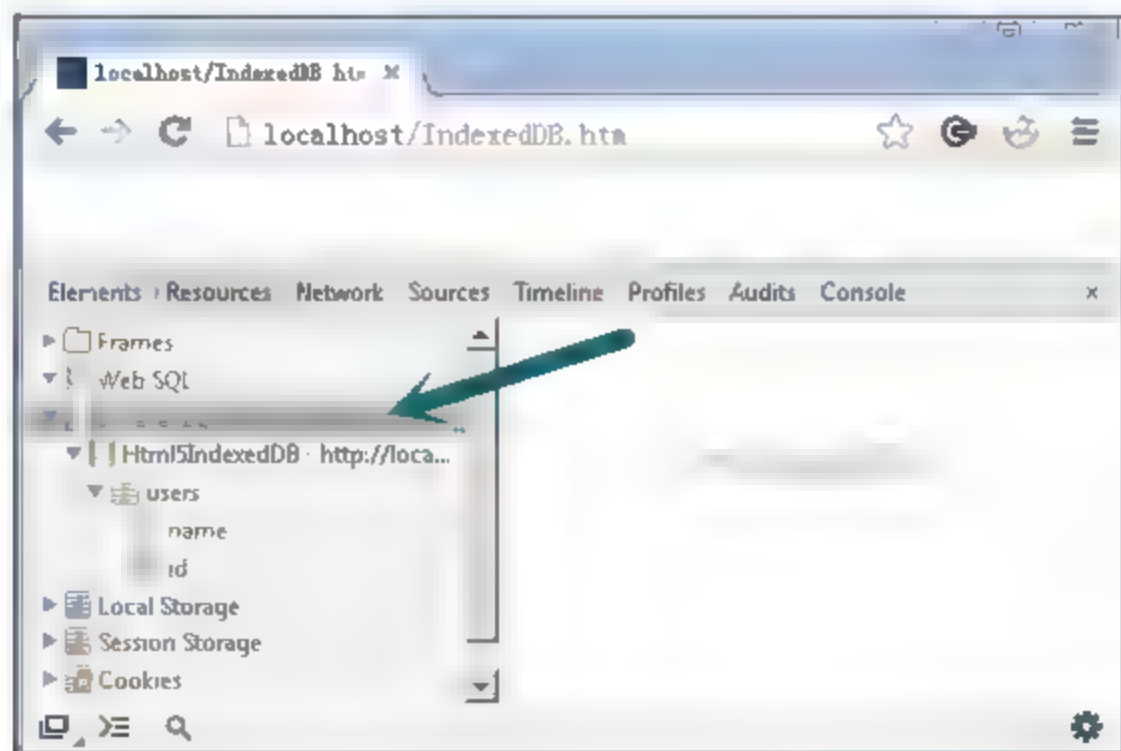 localhost/IndexedDB htm
localhost/IndexedDB.htm
Elements Resources Network Sources Timeline Profiles Audits Console
Frames
Web SQL
Html5IndexedDB - http://loca...
users
name
id
Local Storage
Session Storage
Cookies